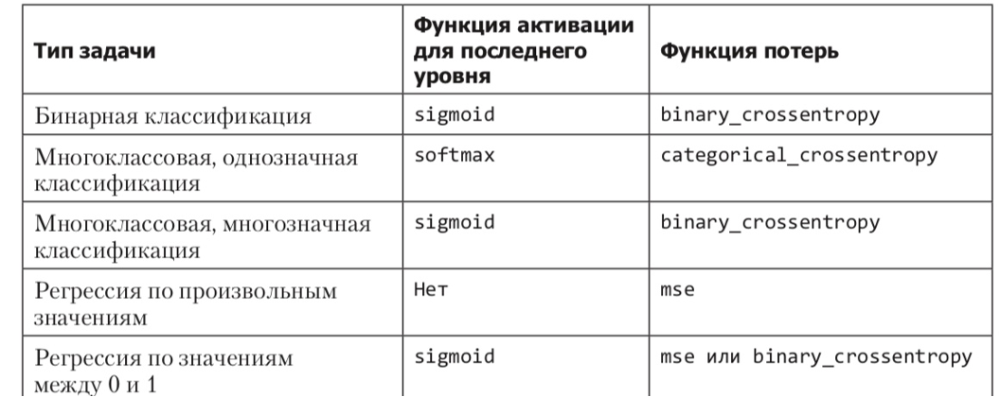 Тип задачи
Функция активации
для последнего
уровня
Функция потерь
Бинарная классификация
sigmoid
binary_crossentropy
Многоклассовая, однозначная
классификация
softmax
categorical_crossentropy
Многоклассовая, многозначная
классификация
sigmoid
binary_crossentropy
Регрессия по произвольным
значениям
Нет
mse
Регрессия по значениям
между 0 и 1
sigmoid
mse или binary_crossentropy